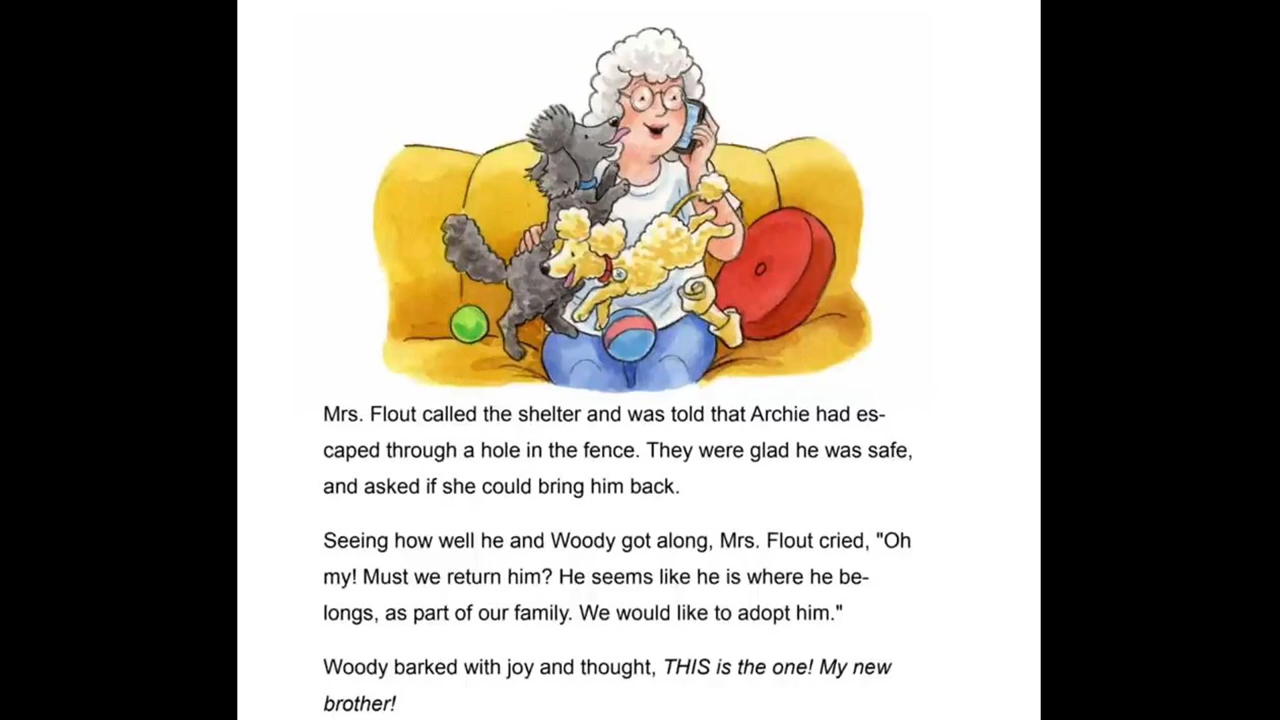 Mrs. Flout called the shelter and was told that Archie had es-
caped through a hole in the fence. They were glad he was safe,
and asked if she could bring him back.
Seeing how well he and Woody got along, Mrs. Flout cried, "Oh
my! Must we return him? He seems like he is where he be-
longs, as part of our family. We would like to adopt him."
Woody barked with joy and thought, THIS is the one! My new
brother!